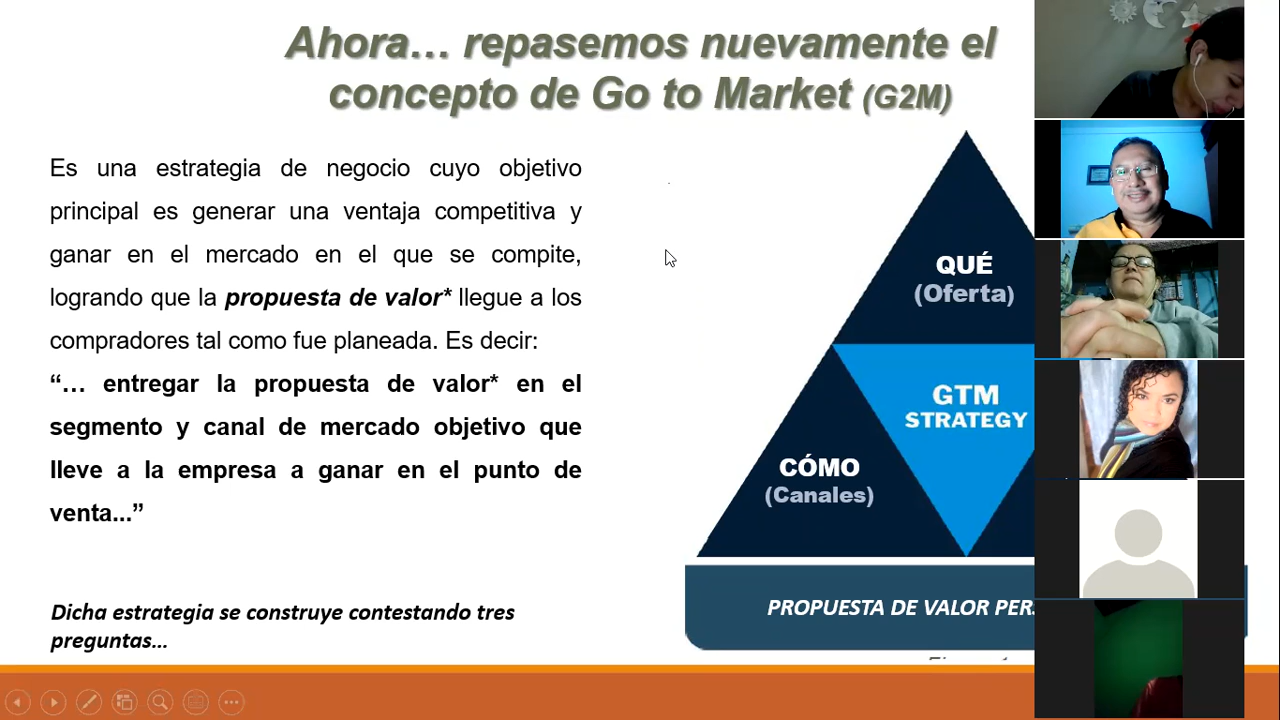 Ahora… repasemos nuevamente el
concepto de Go to Market (G2M)
Es una estrategia de negocio cuyo objetivo
principal es generar una ventaja competitiva y
ganar en el mercado en el que se compite,
logrando que la propuesta de valor* llegue a los
compradores tal como fue planeada. Es decir:
“… entregar la propuesta de valor* en el
segmento y canal de mercado objetivo que
lleve a la empresa a ganar en el punto de
venta...”
Dicha estrategia se construye contestando tres
preguntas...
QUÉ
(Oferta)
GTM
STRATEGY
CÓMO
(Canales)
PROPUESTA DE VALOR